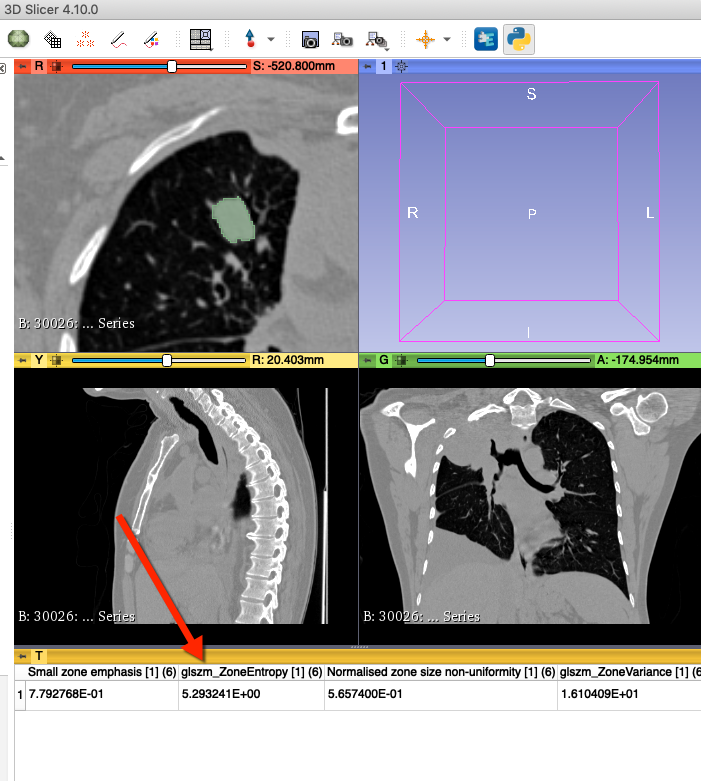 3D Slicer 4.10.0
R S: -520.800mm
1
S
R P L
I
B: 30026: ... Series
Y R: 20.403mm
G A: -174.954mm
B: 30026: ... Series
B: 30026: ... Series
T
Small zone emphasis [1] (6) glszm_ZoneEntropy [1] (6) Normalised zone size non-uniformity [1] (6) glszm_ZoneVariance [1] (6
1 7.792768E-01 5.293241E+00 5.657400E-01 1.610409E+01